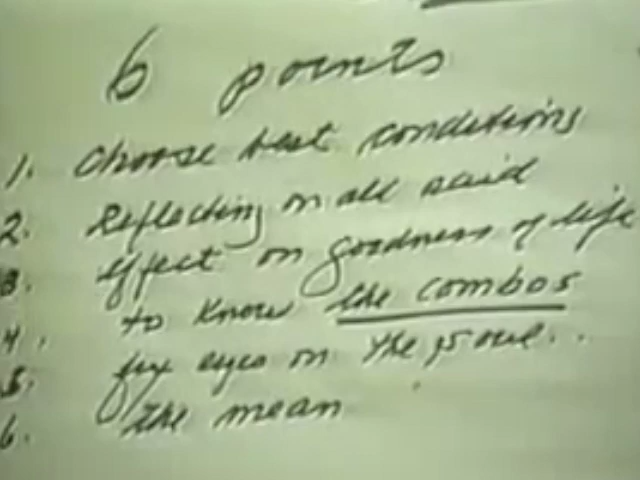 6 points
1. Choose best conditions
2. Reflecting on all said
3. effect on goodness of life
4. to know the combos
5. fix eyes on the soul..
6. the mean